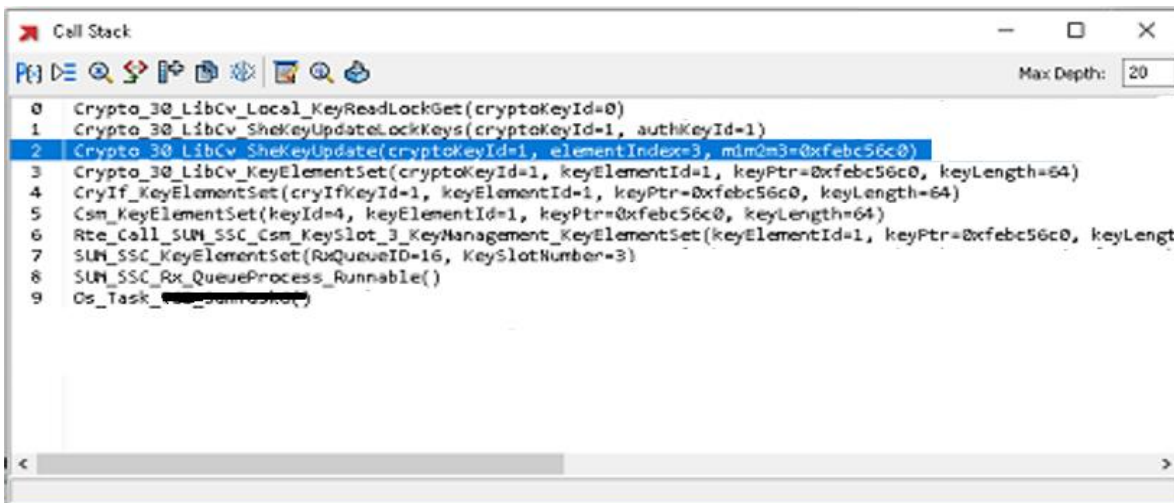 Call Stack
Max Depth: 20
0 Crypto_30_LibCv_Local_KeyReadLockGet(cryptoKeyId=0)
1 Crypto_30_LibCv_SheKeyUpdateLockKeys(cryptoKeyId=1, authKeyId=1)
2 Crypto_30_LibCv_SheKeyUpdate(cryptoKeyId=1, elementIndex=3, m1m2m3=0xfebc56c0)
3 Crypto_30_LibCv_KeyElementSet(cryptoKeyId=1, keyElementId=1, keyPtr=0xfebc56c0, keyLength=64)
4 CryIf_KeyElementSet(cryIfKeyId=1, keyElementId=1, keyPtr=0xfebc56c0, keyLength=64)
5 Csm_KeyElementSet(keyId=4, keyElementId=1, keyPtr=0xfebc56c0, keyLength=64)
6 Rte_Call_SUM_SSC_Csm_KeySlot_3_KeyManagement_KeyElementSet(keyElementId=1, keyPtr=0xfebc56c0, keyLengt
7 SUM_SSC_KeyElementSet(RxQueueID=16, KeySlotNumber=3)
8 SUM_SSC_Rx_QueueProcess_Runnable()
9 Os_Task_